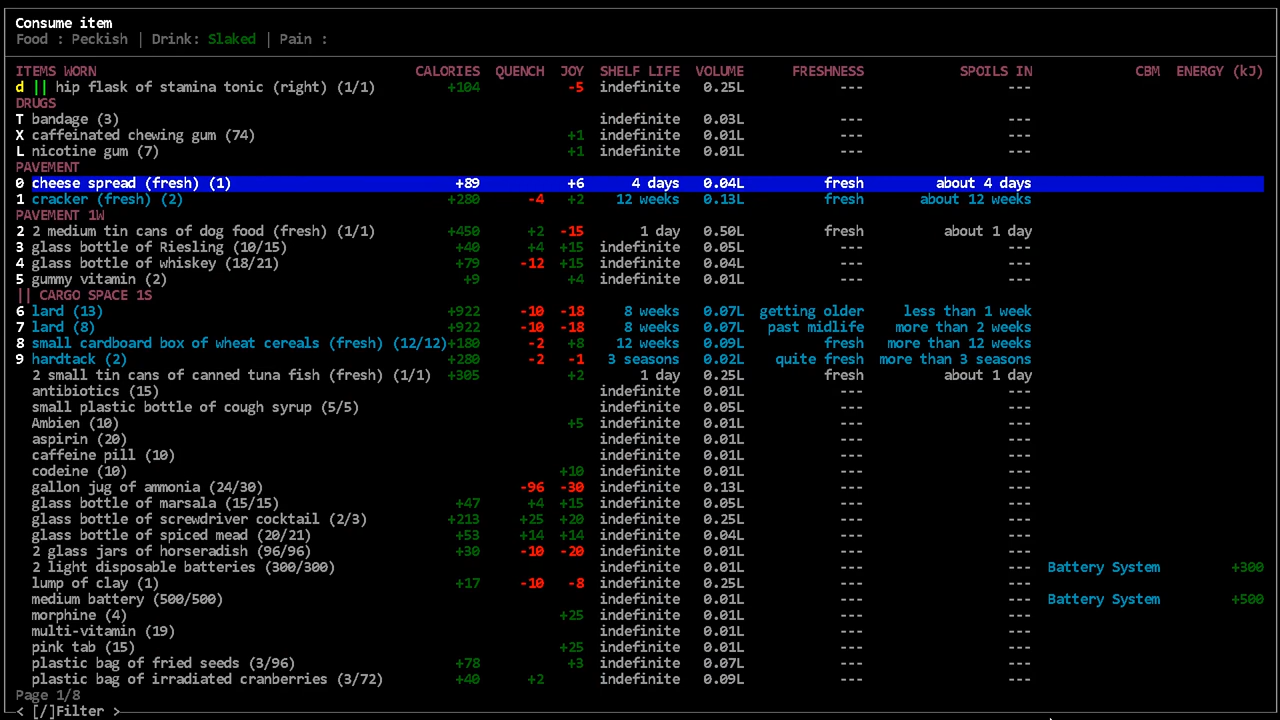 Consume item
Food : Peckish | Drink: Slaked | Pain :
ITEMS WORN CALORIES QUENCH JOY SHELF LIFE VOLUME FRESHNESS SPOILS IN CBM ENERGY (kJ)
d || hip flask of stamina tonic (right) (1/1) +104 -5 indefinite 0.25L --- ---
DRUGS
T bandage (3) indefinite 0.03L --- ---
X caffeinated chewing gum (74) +1 indefinite 0.01L --- ---
L nicotine gum (7) +1 indefinite 0.01L --- ---
PAVEMENT
0 cheese spread (fresh) (1) +89 +6 4 days 0.04L fresh about 4 days
1 cracker (fresh) (2) +280 -4 +2 12 weeks 0.13L fresh about 12 weeks
PAVEMENT 1W
2 2 medium tin cans of dog food (fresh) (1/1) +450 +2 -15 1 day 0.50L fresh about 1 day
3 glass bottle of Riesling (10/15) +40 +4 +15 indefinite 0.05L --- ---
4 glass bottle of whiskey (18/21) +79 -12 +15 indefinite 0.04L --- ---
5 gummy vitamin (2) +9 +4 indefinite 0.01L --- ---
|| CARGO SPACE 1S
6 lard (13) +922 -10 -18 8 weeks 0.07L getting older less than 1 week
7 lard (8) +922 -10 -18 8 weeks 0.07L past midlife more than 2 weeks
8 small cardboard box of wheat cereals (fresh) (12/12) +180 -2 +8 12 weeks 0.09L fresh more than 12 weeks
9 hardtack (2) +280 -2 -1 3 seasons 0.02L quite fresh more than 3 seasons
2 small tin cans of canned tuna fish (fresh) (1/1) +305 +2 1 day 0.25L fresh about 1 day
antibiotics (15) indefinite 0.01L --- ---
small plastic bottle of cough syrup (5/5) indefinite 0.05L --- ---
Ambien (10) +5 indefinite 0.01L --- ---
aspirin (20) indefinite 0.01L --- ---
caffeine pill (10) indefinite 0.01L --- ---
codeine (10) +10 indefinite 0.01L --- ---
gallon jug of ammonia (24/30) -96 -30 indefinite 0.13L --- ---
glass bottle of marsala (15/15) +47 +4 +15 indefinite 0.05L --- ---
glass bottle of screwdriver cocktail (2/3) +213 +25 +20 indefinite 0.25L --- ---
glass bottle of spiced mead (20/21) +53 +14 +14 indefinite 0.04L --- ---
2 glass jars of horseradish (96/96) +30 -10 -20 indefinite 0.01L --- ---
2 light disposable batteries (300/300) indefinite 0.01L --- --- Battery System +300
lump of clay (1) +17 -10 -8 indefinite 0.25L --- ---
medium battery (500/500) indefinite 0.01L --- --- Battery System +500
morphine (4) +25 indefinite 0.01L --- ---
multi-vitamin (19) indefinite 0.01L --- ---
pink tab (15) +25 indefinite 0.01L --- ---
plastic bag of fried seeds (3/96) +78 +3 indefinite 0.07L --- ---
plastic bag of irradiated cranberries (3/72) +40 +2 indefinite 0.09L --- ---
Page 1/8
< [/]Filter >